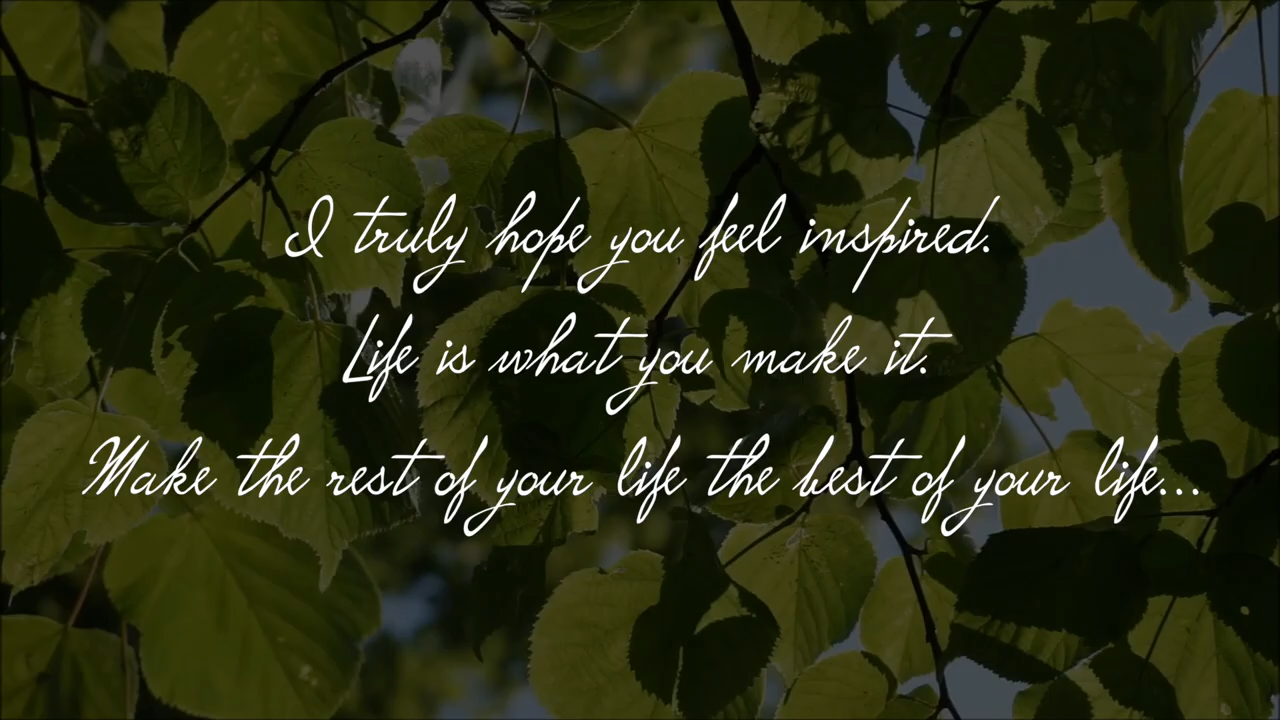 I truly hope you feel inspired.
Life is what you make it.
Make the rest of your life the best of your life...